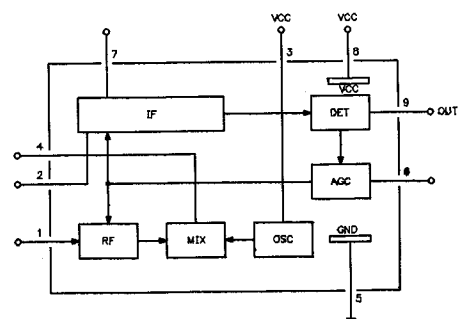 VCC VCC
7 3 8
VCC
IF DET 9 OUT
4
2 AGC 6
1 RF MIX OSC GND
5